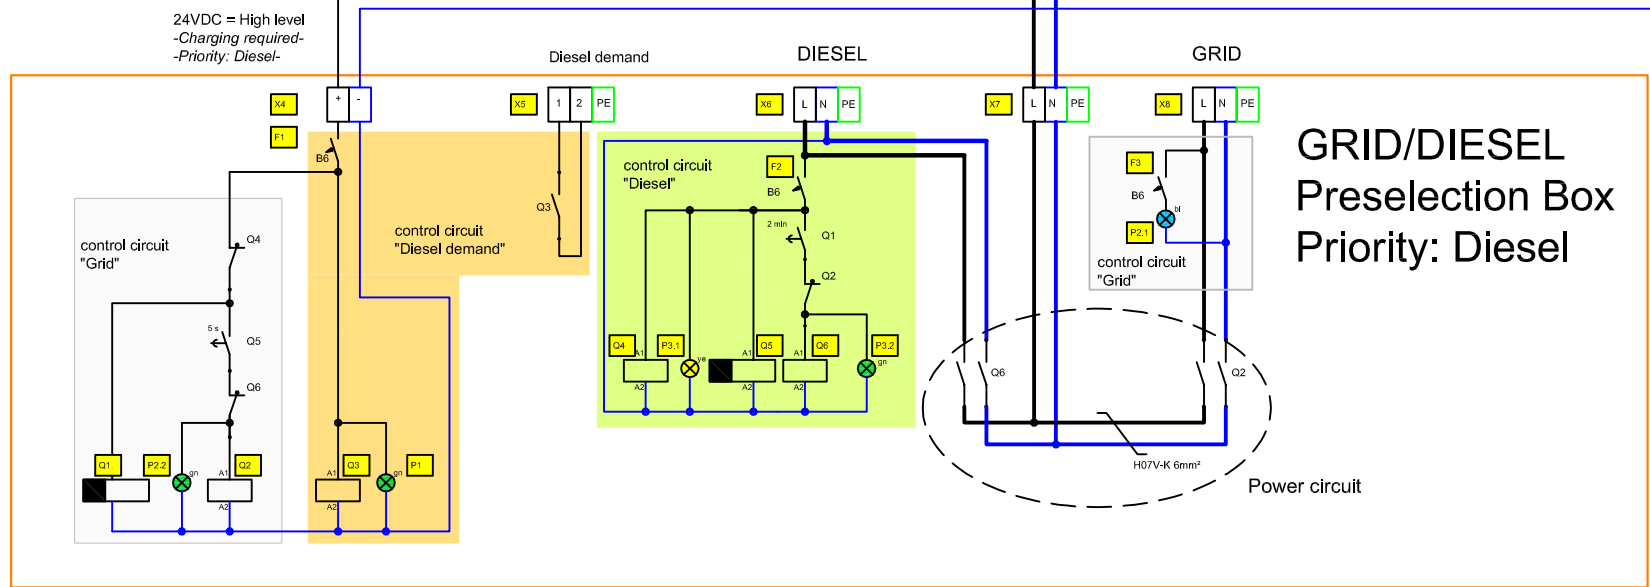 24VDC = High level
-Charging required-
-Priority: Diesel-
Diesel demand
DIESEL
GRID
X4
+
-
X5
1
2
PE
X6
L
N
PE
X7
L
N
PE
X8
L
N
PE
F1
B6
Q3
control circuit
"Diesel demand"
control circuit
"Diesel"
F2
B6
2 min
Q1
Q2
F3
B6
bl
P2.1
control circuit
"Grid"
GRID/DIESEL
Preselection Box
Priority: Diesel
control circuit
"Grid"
Q4
5 s
Q5
Q6
Q4
A1
A2
P3.1
ye
Q5
A1
A2
Q6
A1
A2
P3.2
gn
Q6
Q2
H07V-K 6mm²
Power circuit
Q1
P2.2
gn
Q2
A1
A2
Q3
A1
A2
P1
gn